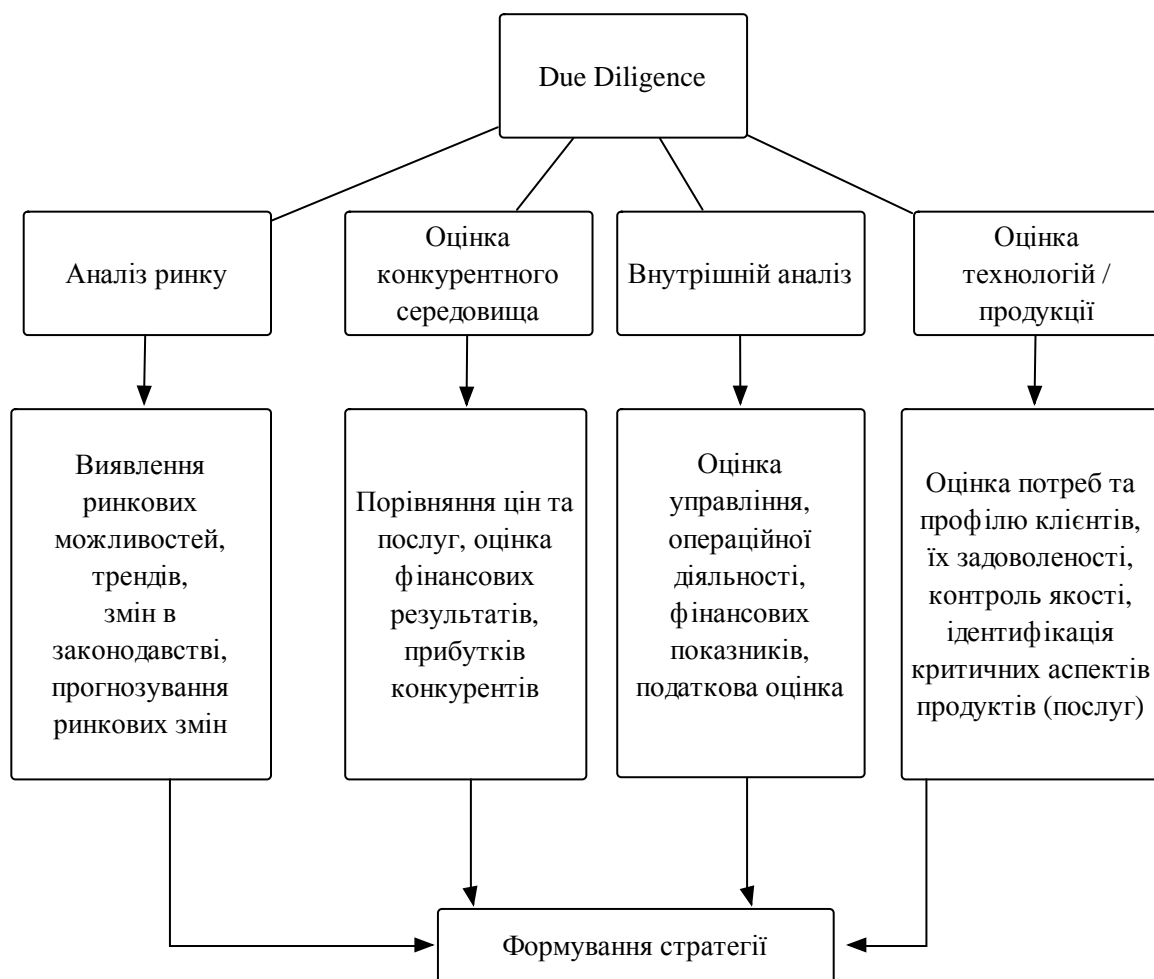 Due Diligence
Аналіз ринку
Оцінка
конкурентного
середовища
Внутрішній аналіз
Оцінка
технологій /
продукції
Виявлення
ринкових
можливостей,
трендів,
змін в
законодавстві,
прогнозування
ринкових змін
Порівняння цін та
послуг, оцінка
фінансових
результатів,
прибутків
конкурентів
Оцінка
управління,
операційної
діяльності,
фінансових
показників,
податкова оцінка
Оцінка потреб та
профілю клієнтів,
їх задоволеності,
контроль якості,
ідентифікація
критичних аспектів
продуктів (послуг)
Формування стратегії